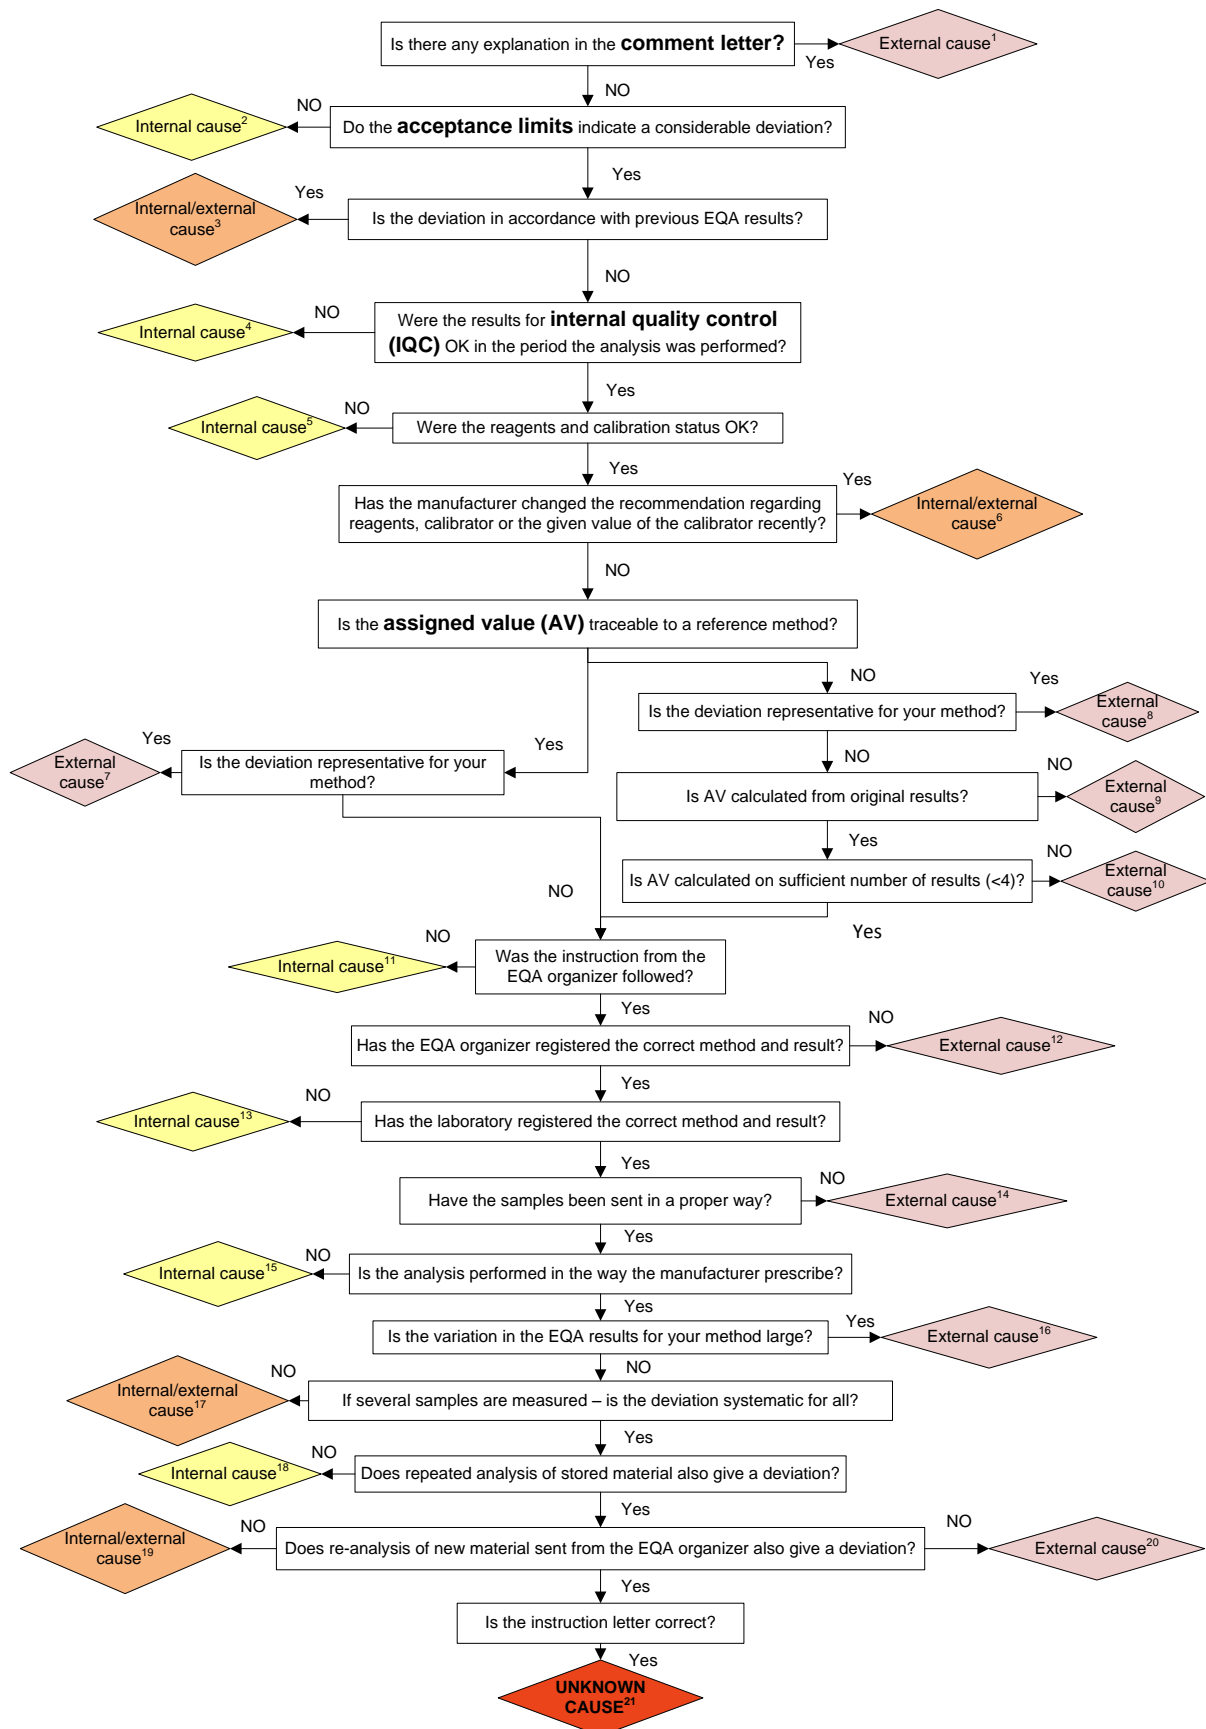 Is there any explanation in the comment letter?
External cause1
Yes
NO
NO
Internal cause2
Do the acceptance limits indicate a considerable deviation?
Yes
Yes
Internal/external
cause3
Is the deviation in accordance with previous EQA results?
NO
NO
Internal cause4
Were the results for internal quality control
(IQC) OK in the period the analysis was performed?
Yes
NO
Internal cause5
Were the reagents and calibration status OK?
Yes
Yes
Has the manufacturer changed the recommendation regarding
reagents, calibrator or the given value of the calibrator recently?
Internal/external
cause6
NO
Is the assigned value (AV) traceable to a reference method?
NO
Yes
Is the deviation representative for your method?
External
cause8
Yes
Yes
External
cause7
Is the deviation representative for your
method?
NO
NO
Is AV calculated from original results?
External
cause9
Yes
NO
Is AV calculated on sufficient number of results (<4)?
External
cause10
NO
Yes
NO
Internal cause11
Was the instruction from the
EQA organizer followed?
Yes
NO
Has the EQA organizer registered the correct method and result?
External cause12
Yes
NO
Internal cause13
Has the laboratory registered the correct method and result?
Yes
NO
Have the samples been sent in a proper way?
External cause14
Yes
NO
Internal cause15
Is the analysis performed in the way the manufacturer prescribe?
Yes
Yes
Is the variation in the EQA results for your method large?
External cause16
NO
NO
Internal/external
cause17
If several samples are measured – is the deviation systematic for all?
Yes
NO
Internal cause18
Does repeated analysis of stored material also give a deviation?
Yes
NO
NO
Internal/external
cause19
Does re-analysis of new material sent from the EQA organizer also give a deviation?
External cause20
Yes
Is the instruction letter correct?
Yes
UNKNOWN
CAUSE21